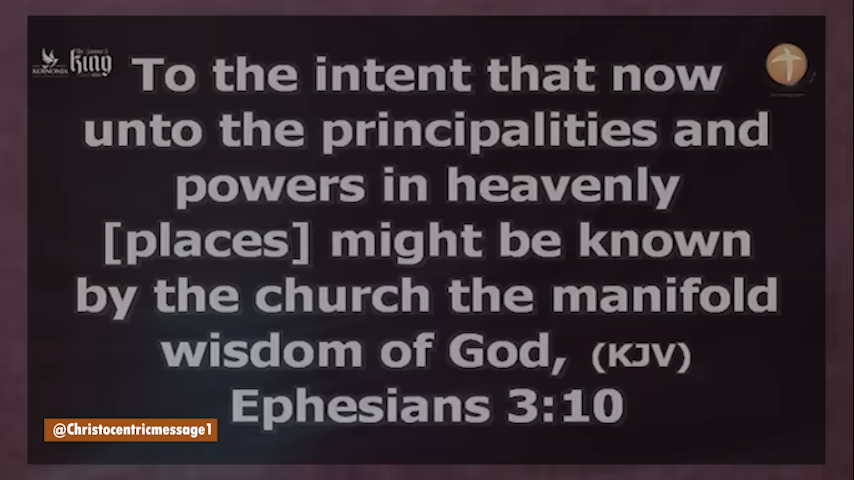 KOINONIA
King
To the intent that now
unto the principalities and
powers in heavenly
[places] might be known
by the church the manifold
wisdom of God, (KJV)
Ephesians 3:10
@Christocentricmessage1